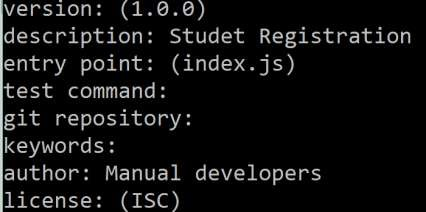 version: (1.0.0)
description: Studet Registration
entry point: (index.js)
test command:
git repository:
keywords:
author: Manual developers
license: (ISC)